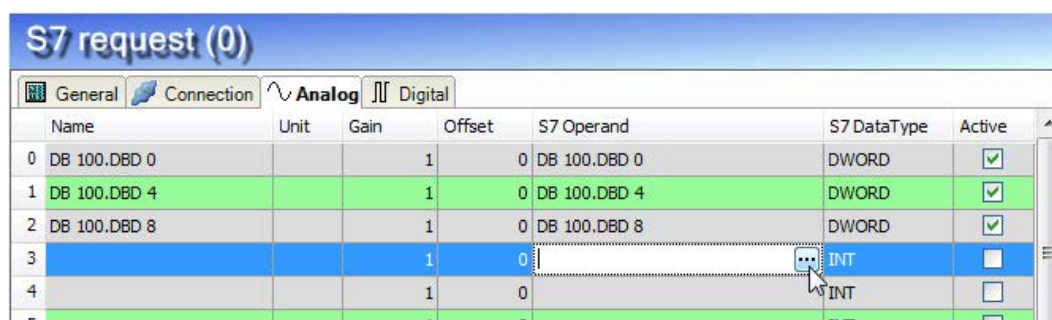 S7 request (0)
General Connection Analog Digital
Name Unit Gain Offset S7 Operand S7 DataType Active
0 DB 100.DBD 0 1 0 DB 100.DBD 0 DWORD
1 DB 100.DBD 4 1 0 DB 100.DBD 4 DWORD
2 DB 100.DBD 8 1 0 DB 100.DBD 8 DWORD
3 1 0 ... INT
4 1 0 INT